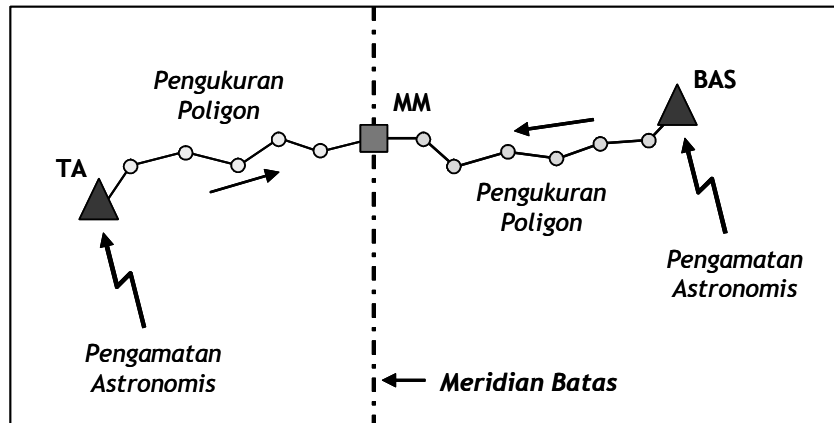 Pengukuran
Poligon
MM
BAS
TA
Pengukuran
Poligon
Pengamatan
Astronomis
Pengamatan
Astronomis
Meridian Batas